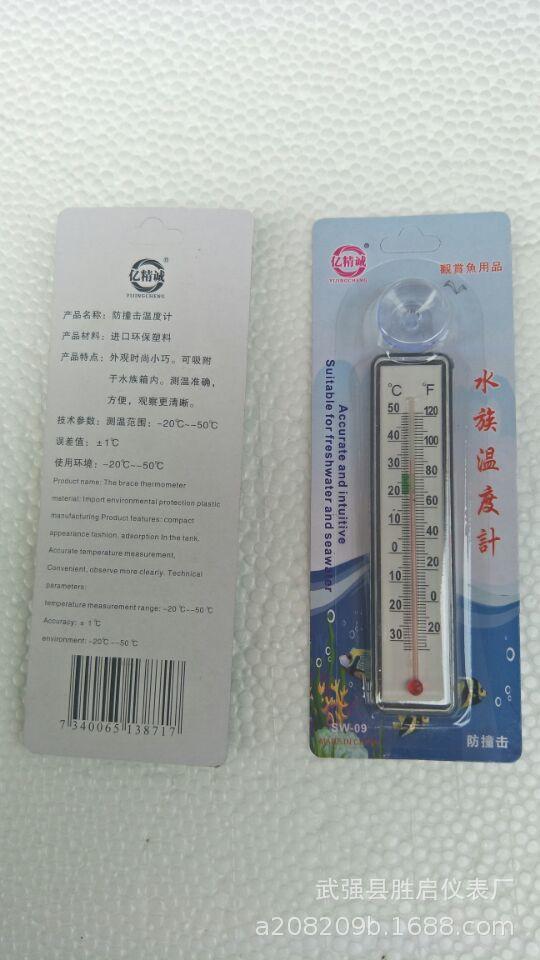 亿精诚®
YIJINGCHENG
产品名称：防撞击温度计
产品材料：进口环保塑料
产品特点：外观时尚小巧。可吸附
于水族箱内。测温准确，
方便，观察更清晰。
技术参数：测温范围：-20℃--50℃
误差值：±1℃
使用环境：-20℃--50℃
Product name: The brace thermometer
material: Import environmental protection plastic
manufacturing Product features: compact
appearance fashion, adsorption In the tank.
Accurate temperature measurement,
Convenient, observe more clearly. Technical
parameters:
temperature measurement range: -20℃--50℃
Accuracy: ± 1℃
environment: -20℃--50℃
7 340065 138717
亿精诚®
YIJINGCHENG
觀賞魚用品
水族温度計
Accurate and intuitive
Suitable for freshwater and seawater
℃ ℉
50 120
40 100
30 80
20 60
10 40
0 20
10 0
20 20
30
SW-09
MADE IN CHINA
防撞击
武强县胜启仪表厂
a208209b.1688.com